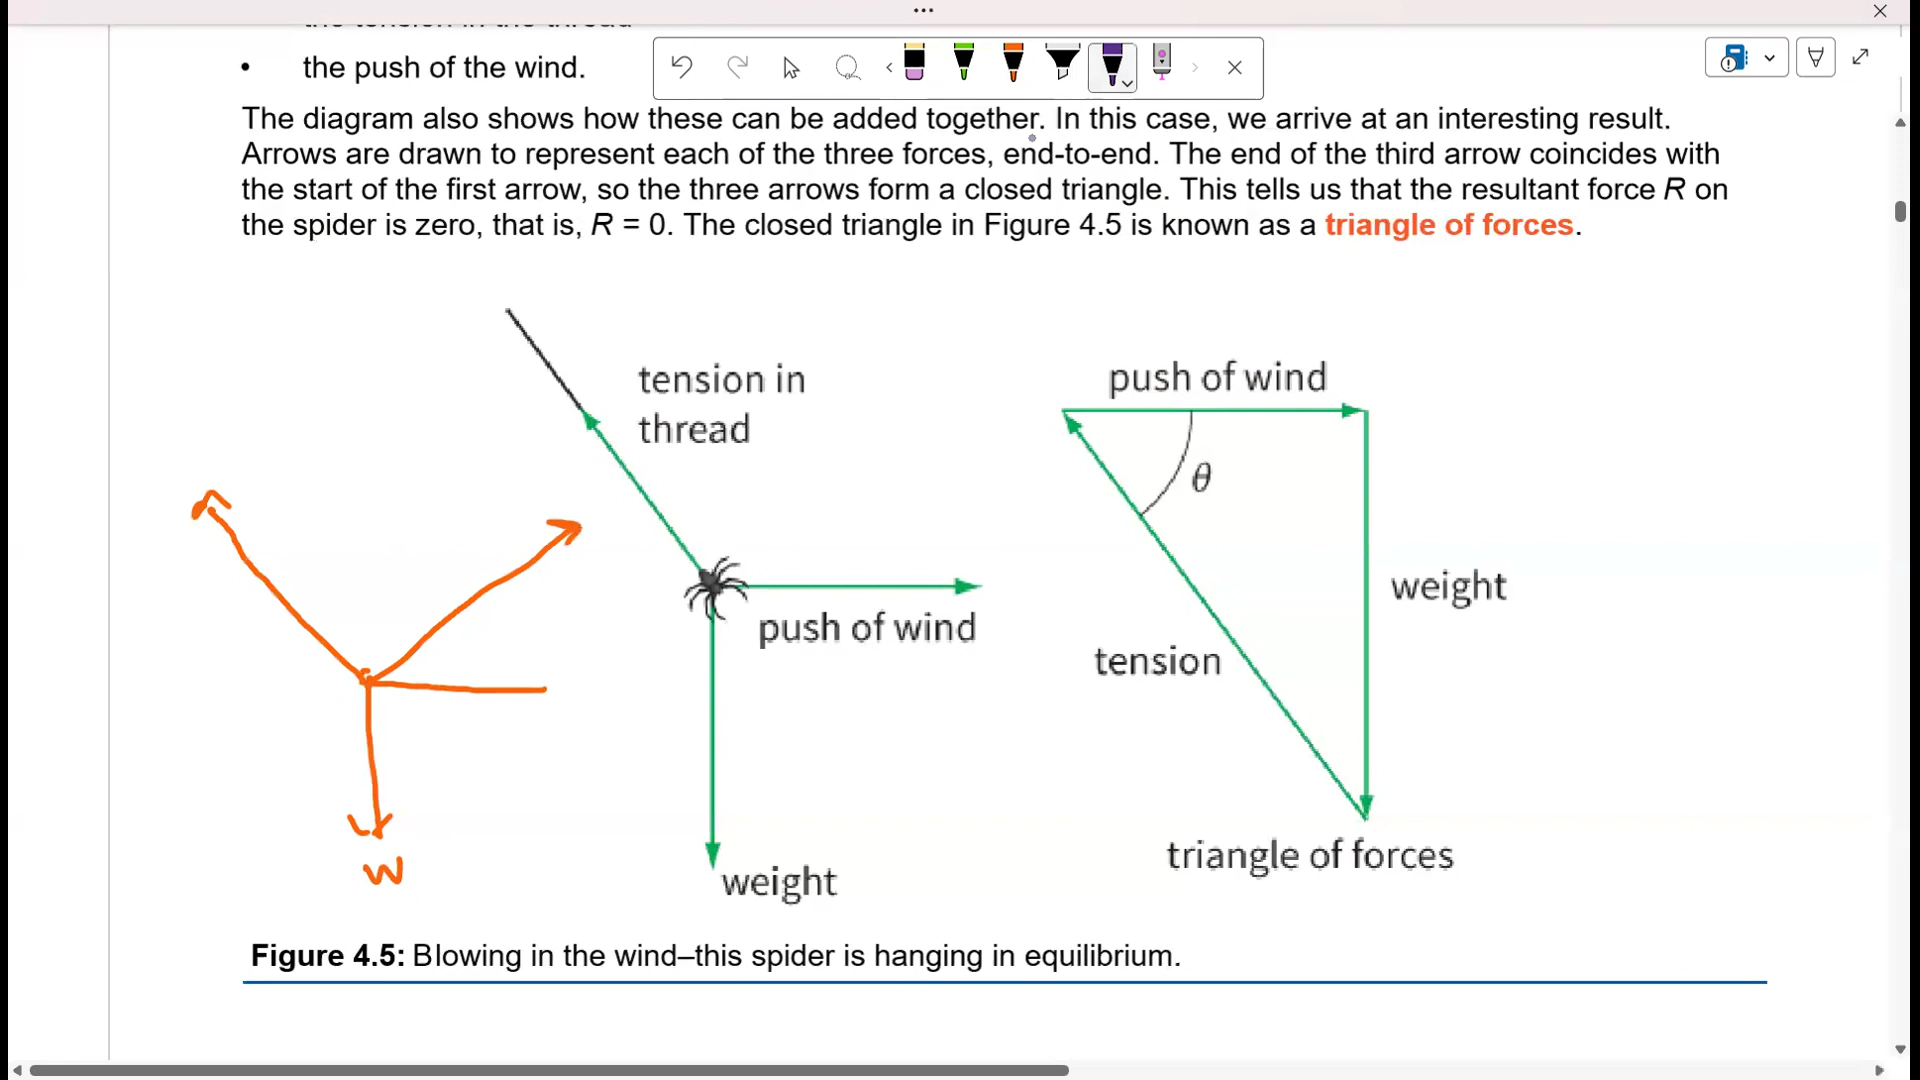 the tension in the thread
• the push of the wind.
The diagram also shows how these can be added together. In this case, we arrive at an interesting result.
Arrows are drawn to represent each of the three forces, end-to-end. The end of the third arrow coincides with
the start of the first arrow, so the three arrows form a closed triangle. This tells us that the resultant force R on
the spider is zero, that is, R = 0. The closed triangle in Figure 4.5 is known as a triangle of forces.
tension in
thread
push of wind
weight
push of wind
θ
weight
tension
triangle of forces
W
Figure 4.5: Blowing in the wind–this spider is hanging in equilibrium.